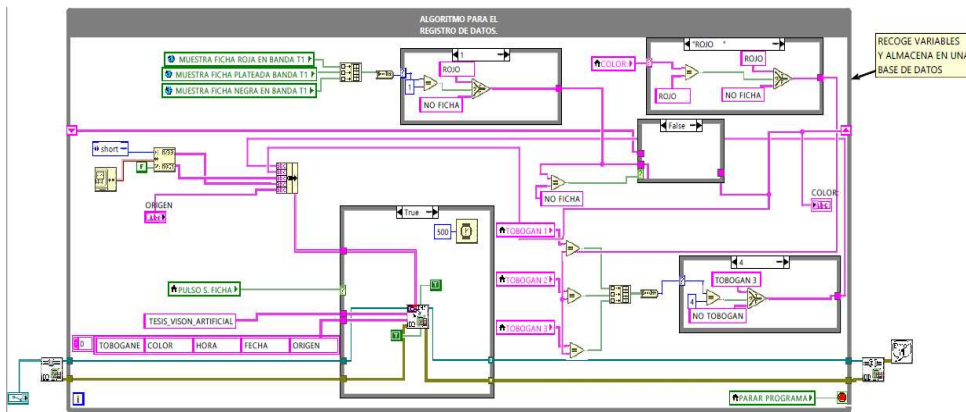 ALGORITMO PARA EL
REGISTRO DE DATOS.
MUESTRA FICHA ROJA EN BANDA T1
MUESTRA FICHA PLATEADA BANDA T1
MUESTRA FICHA NEGRA EN BANDA T1
1
ROJO
1
NO FICHA
"ROJO "
COLOR:
ROJO
ROJO
NO FICHA
RECOGE VARIABLES
Y ALMACENA EN UNA
BASE DE DATOS
False
short
F
NO FICHA
COLOR:
abc
ORIGEN
abc
True
500
TOBOGAN 1
TOBOGAN 2
TOBOGAN 3
4
TOBOGAN 3
4
NO TOBOGAN
PULSO S. FICHA
T
TESIS_VISON_ARTIFICIAL
T
0
TOBOGANE
COLOR
HORA
FECHA
ORIGEN
i
PARAR PROGRAMA